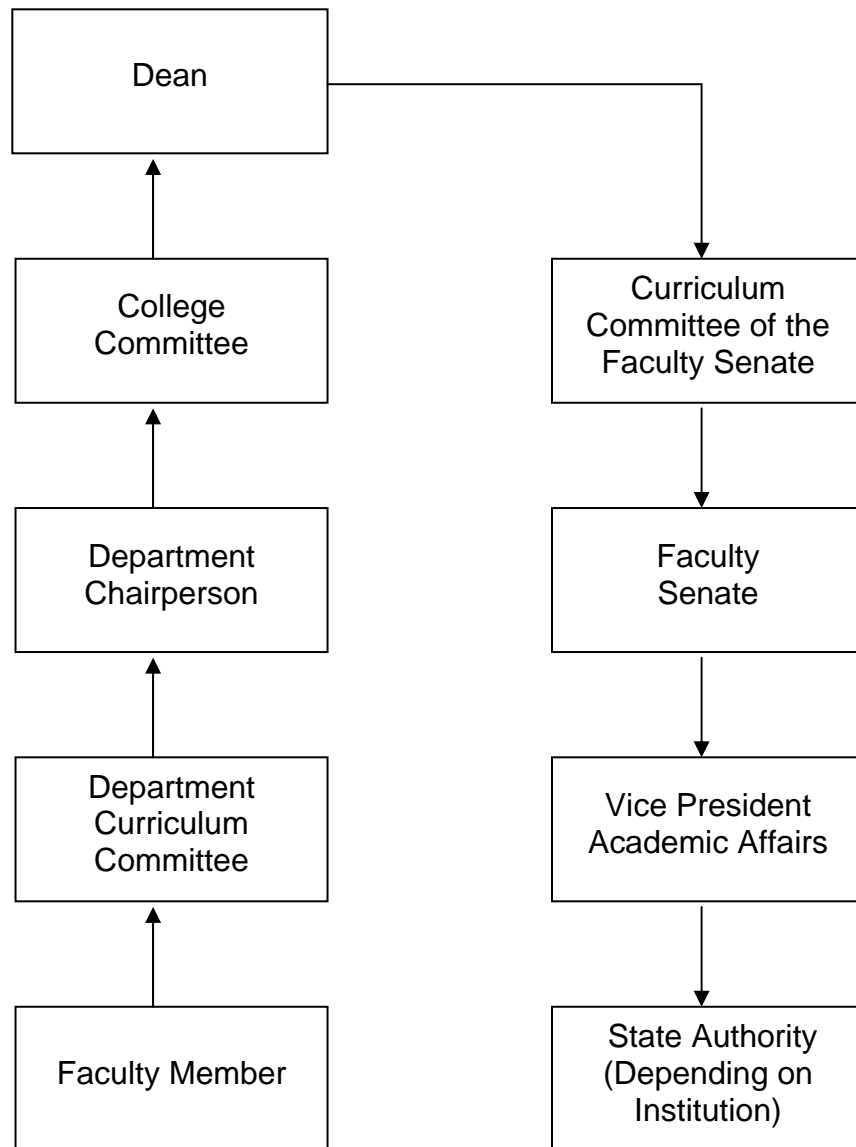 Dean
College
Committee
Department
Chairperson
Department
Curriculum
Committee
Faculty Member
Curriculum
Committee of the
Faculty Senate
Faculty
Senate
Vice President
Academic Affairs
State Authority
(Depending on
Institution)